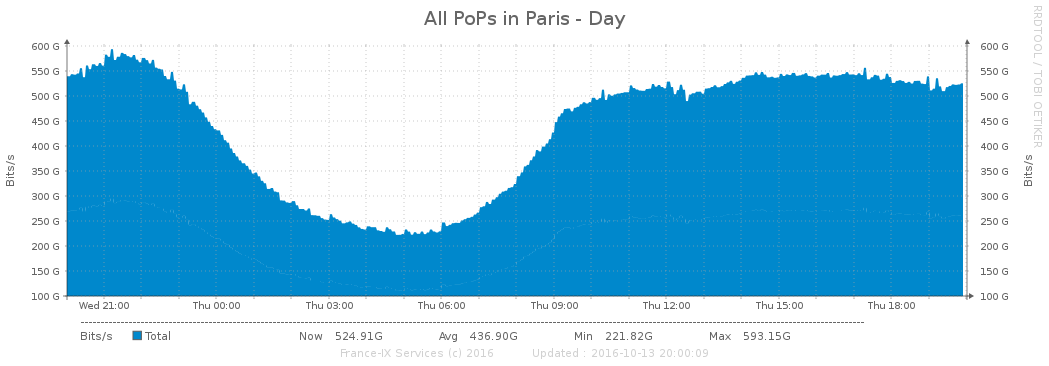 All PoPs in Paris - Day
RRDTOOL / TOBI OETIKER
600 G 600 G
550 G 550 G
500 G 500 G
450 G 450 G
400 G 400 G
350 G 350 G
300 G 300 G
250 G 250 G
200 G 200 G
150 G 150 G
100 G 100 G
Bits/s
Bits/s
Wed 21:00 Thu 00:00 Thu 03:00 Thu 06:00 Thu 09:00 Thu 12:00 Thu 15:00 Thu 18:00
Bits/s Total Now 524.91G Avg 436.90G Min 221.82G Max 593.15G
France-IX Services (c) 2016 Updated : 2016-10-13 20:00:09